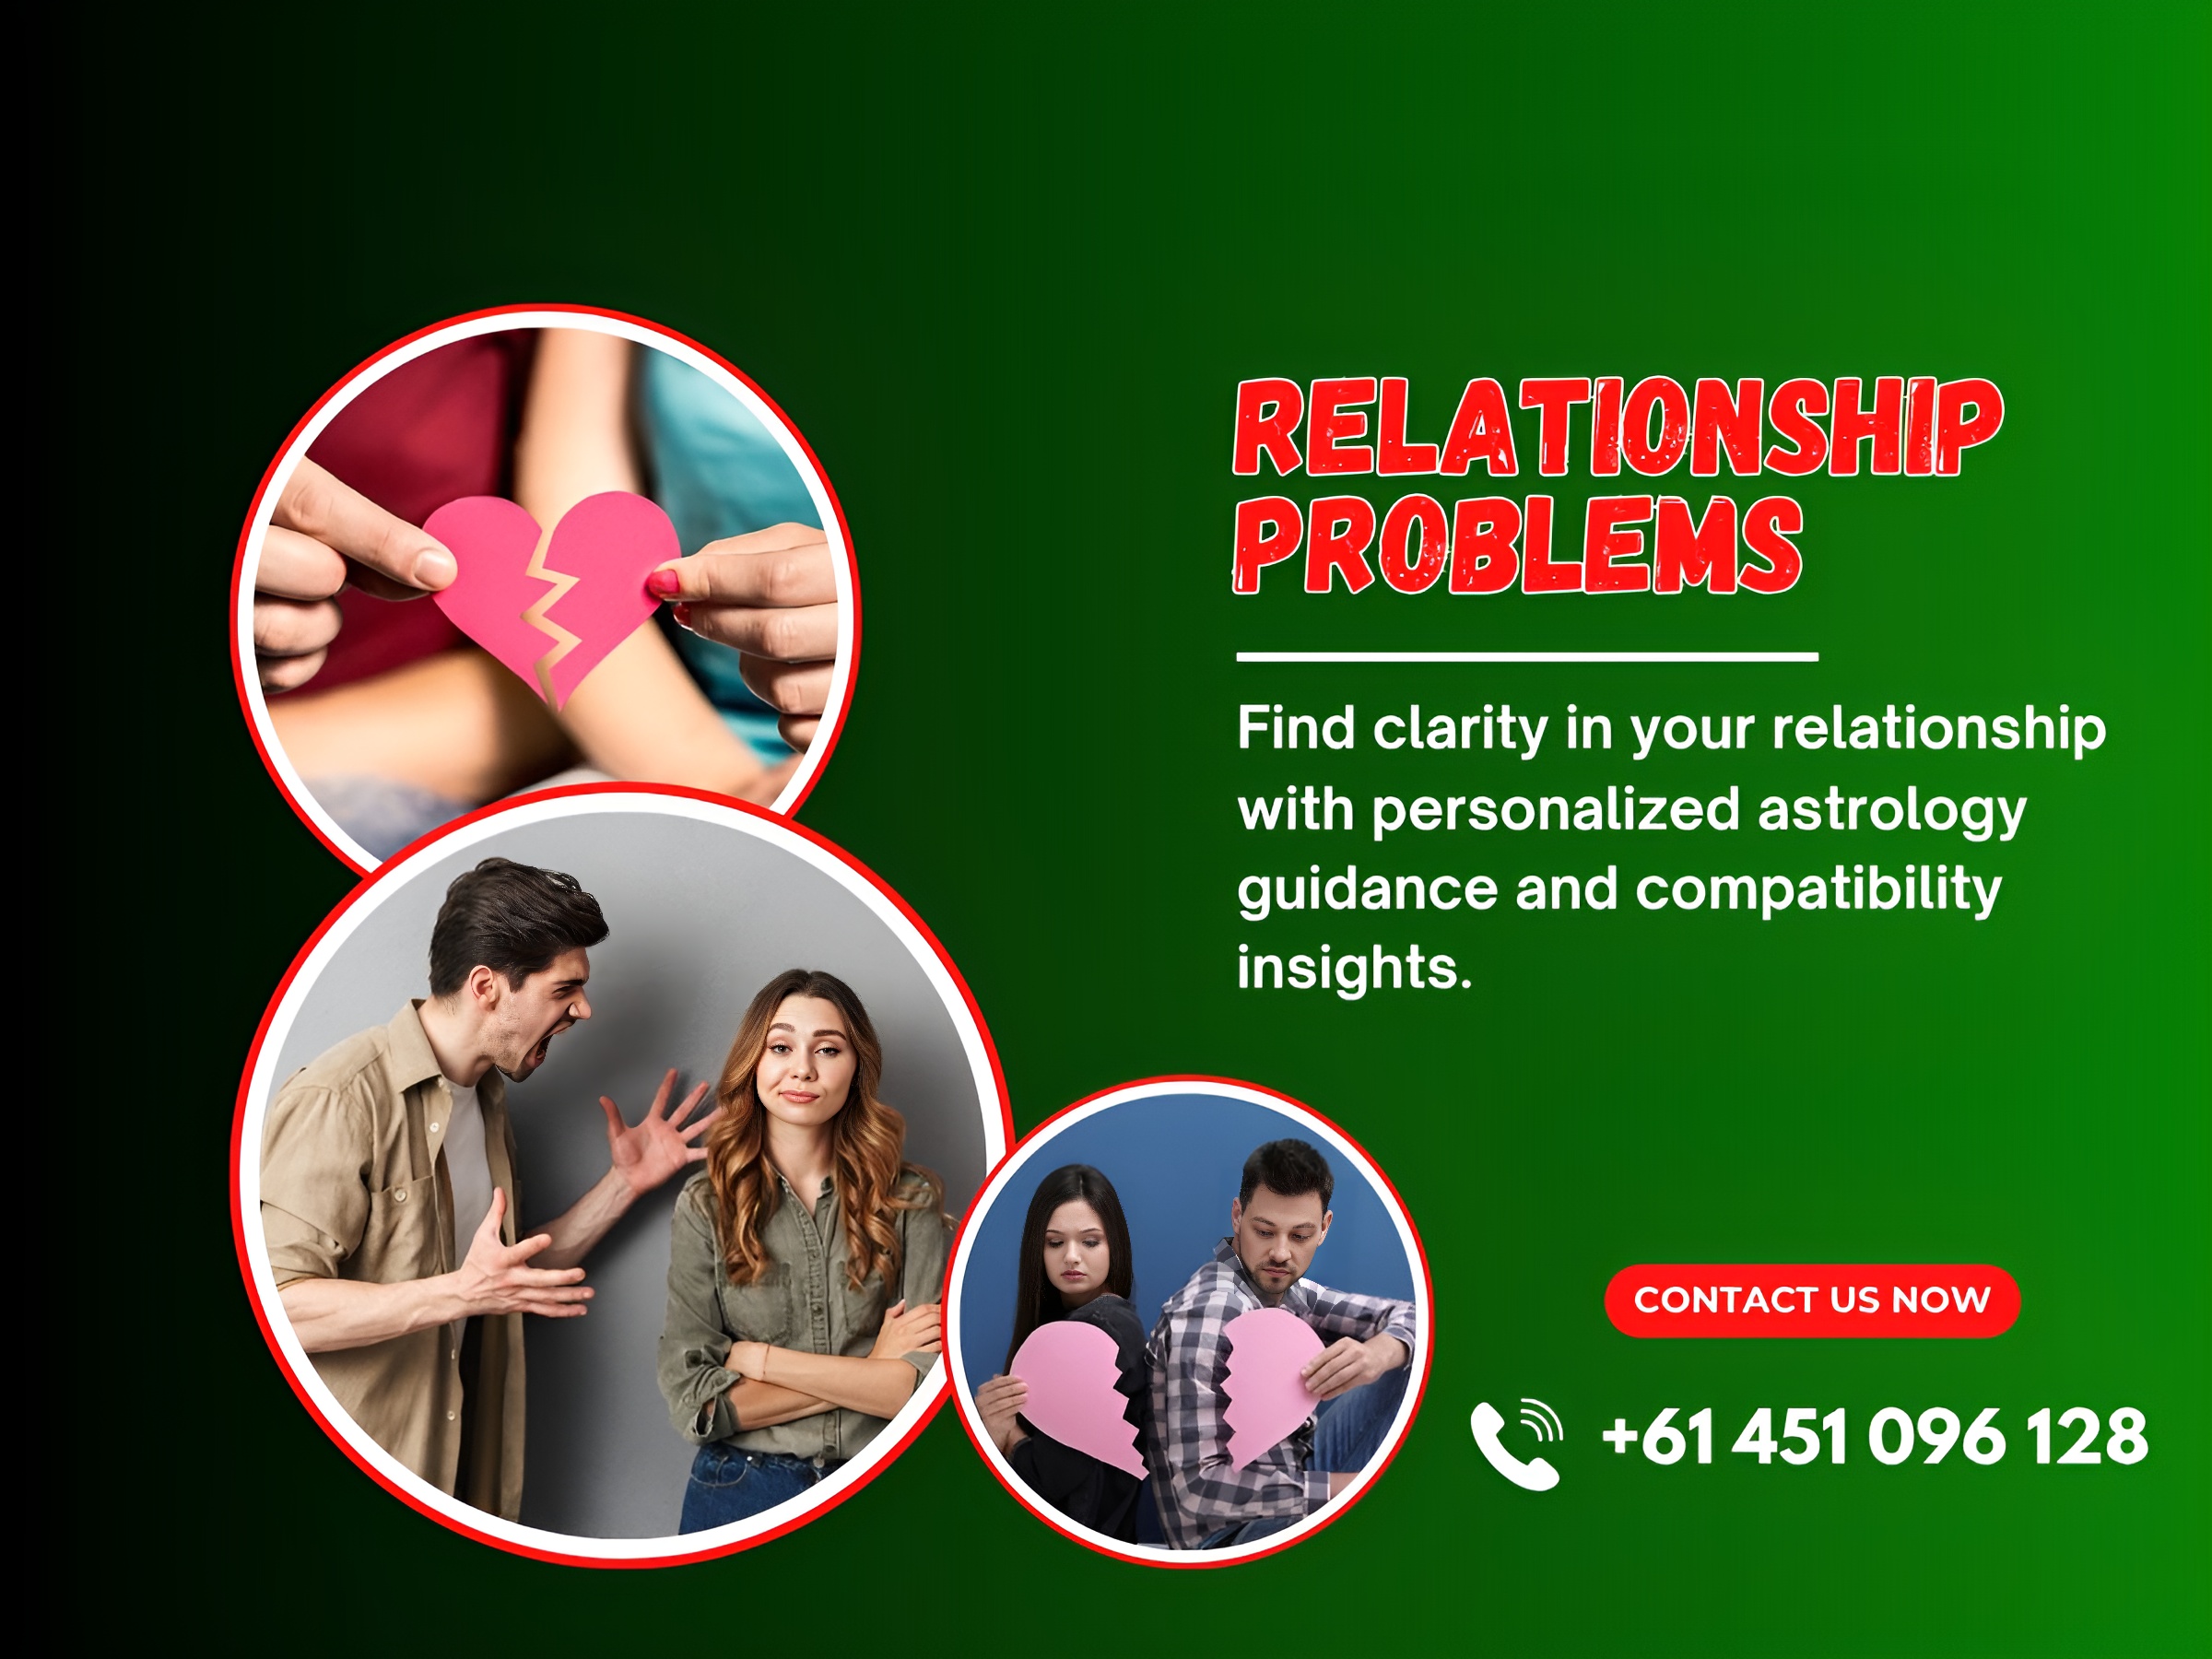 RELATIONSHIP
PROBLEMS
Find clarity in your relationship
with personalized astrology
guidance and compatibility
insights.
CONTACT US NOW
+61 451 096 128